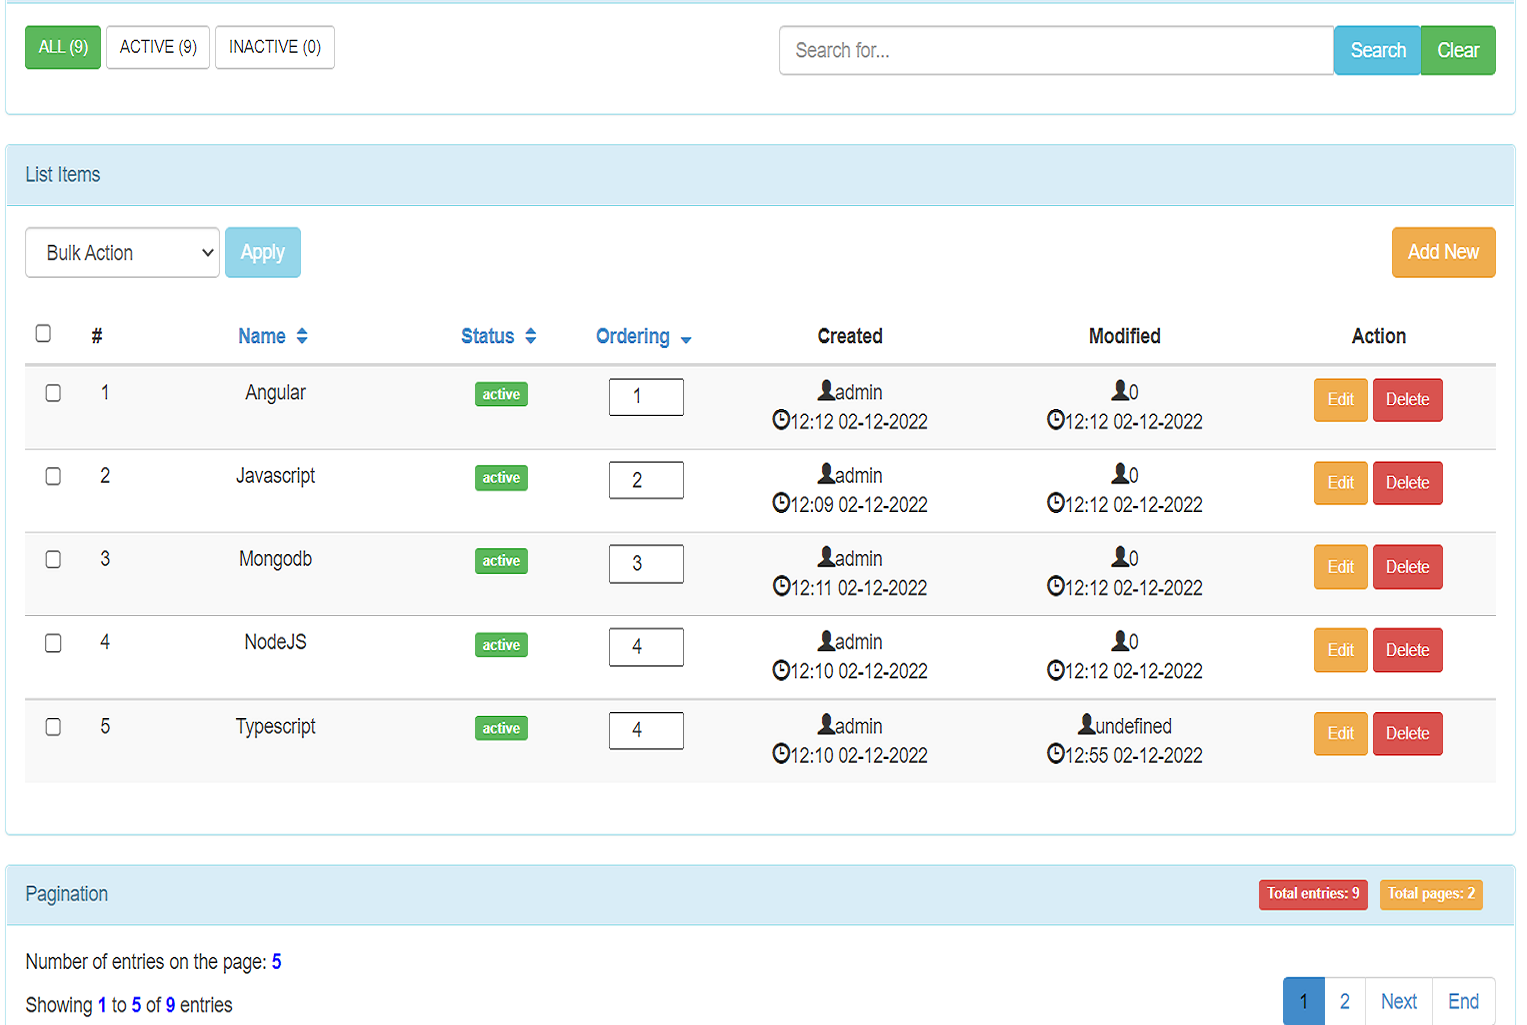 ALL (9) ACTIVE (9) INACTIVE (0) Search for... Search Clear
List Items
Bulk Action Apply Add New
# Name Status Ordering Created Modified Action
1 Angular active 1 admin 0 Edit Delete
12:12 02-12-2022 12:12 02-12-2022
2 Javascript active 2 admin 0 Edit Delete
12:09 02-12-2022 12:12 02-12-2022
3 Mongodb active 3 admin 0 Edit Delete
12:11 02-12-2022 12:12 02-12-2022
4 NodeJS active 4 admin 0 Edit Delete
12:10 02-12-2022 12:12 02-12-2022
5 Typescript active 4 admin undefined Edit Delete
12:10 02-12-2022 12:55 02-12-2022
Pagination Total entries: 9 Total pages: 2
Number of entries on the page: 5
Showing 1 to 5 of 9 entries 1 2 Next End